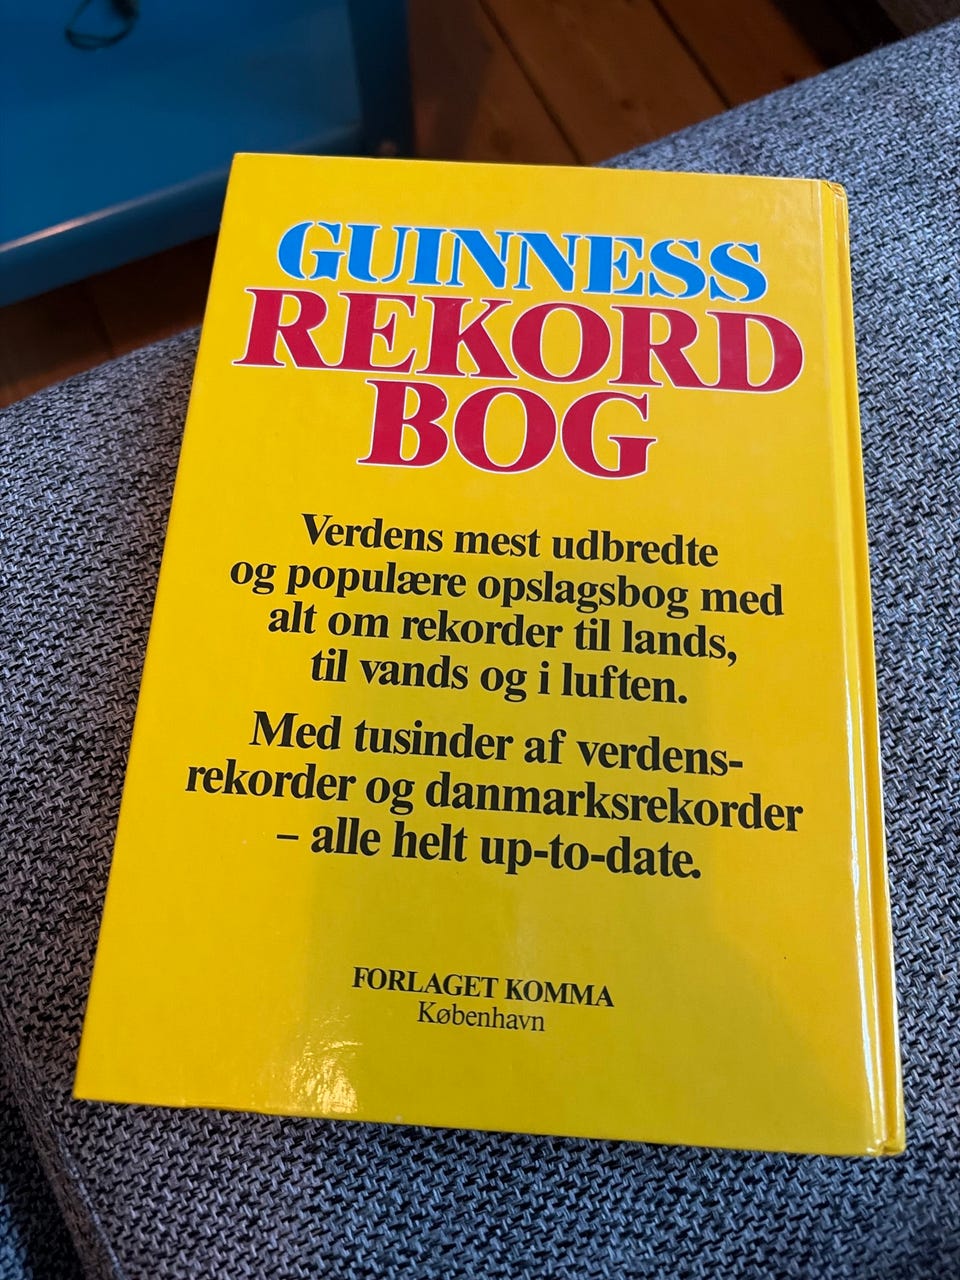 GUINNESS
REKORD
BOG
Verdens mest udbredte
og populære opslagsbog med
alt om rekorder til lands,
til vands og i luften.
Med tusinder af verdens-
rekorder og danmarksrekorder
– alle helt up-to-date.
FORLAGET KOMMA
København